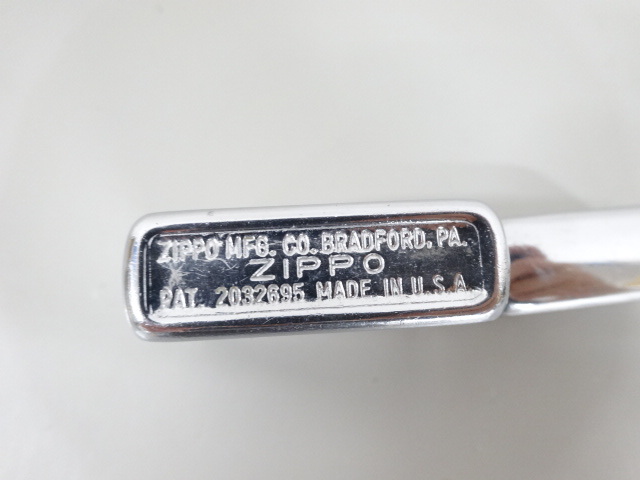 ZIPPO MFG. CO. BRADFORD, PA.
ZIPPO
PAT. 2032695 MADE IN U.S.A.